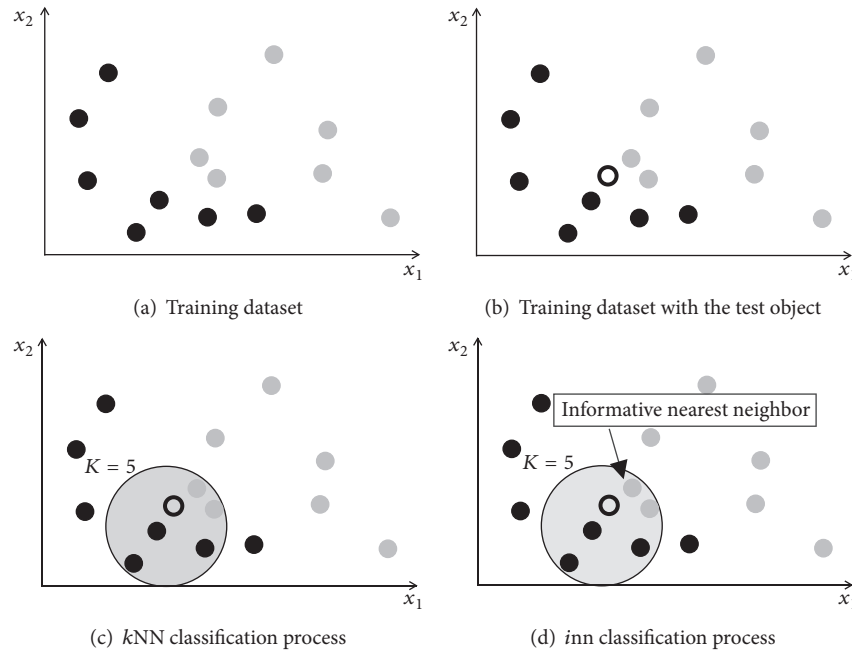 x₂
x₂
x₁
x
(a) Training dataset
(b) Training dataset with the test object
x₂
x₂
Informative nearest neighbor
K = 5
K = 5
x₁
x
(c) kNN classification process
(d) inn classification process